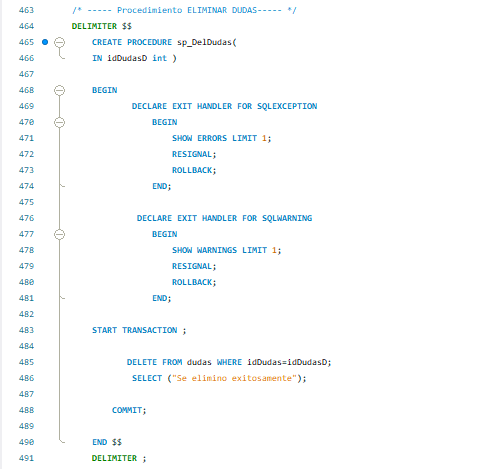 463 /* ----- Procedimiento ELIMINAR DUDAS----- */
464 DELIMITER $$
465 CREATE PROCEDURE sp_DelDudas(
466 IN idDudasD int )
467
468 BEGIN
469 DECLARE EXIT HANDLER FOR SQLEXCEPTION
470 BEGIN
471 SHOW ERRORS LIMIT 1;
472 RESIGNAL;
473 ROLLBACK;
474 END;
475
476 DECLARE EXIT HANDLER FOR SQLWARNING
477 BEGIN
478 SHOW WARNINGS LIMIT 1;
479 RESIGNAL;
480 ROLLBACK;
481 END;
482
483 START TRANSACTION ;
484
485 DELETE FROM dudas WHERE idDudas=idDudasD;
486 SELECT ("Se elimino exitosamente");
487
488 COMMIT;
489
490 END $$
491 DELIMITER ;